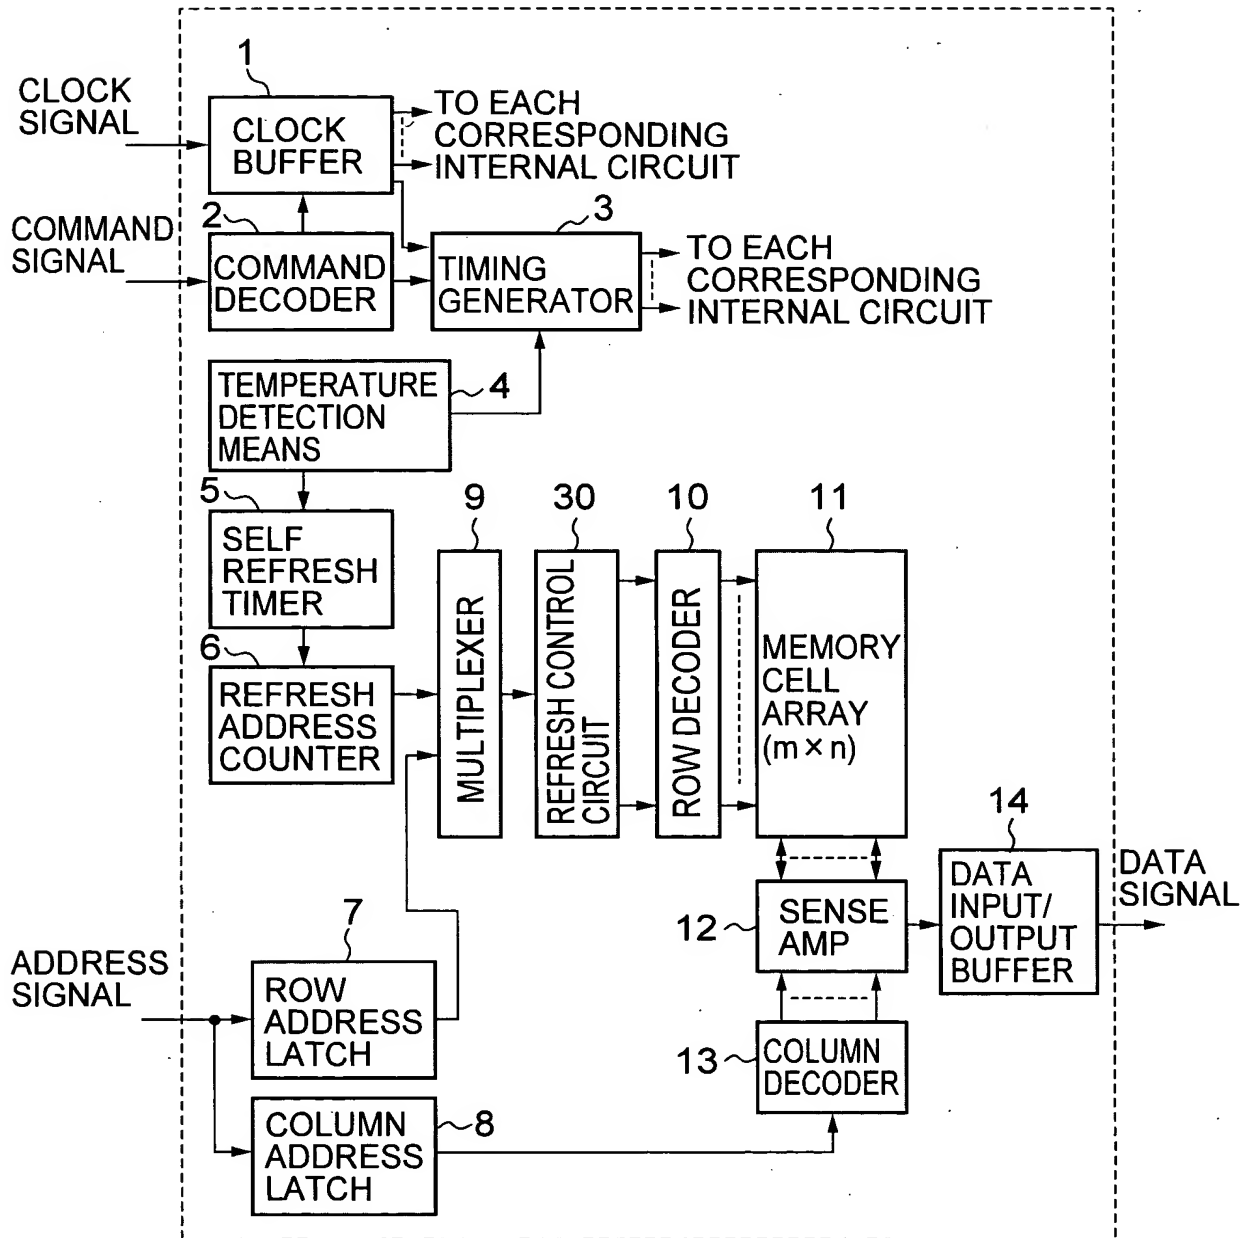 1
CLOCK
SIGNAL
CLOCK
BUFFER
TO EACH
CORRESPONDING
INTERNAL CIRCUIT
COMMAND
SIGNAL
2
COMMAND
DECODER
3
TIMING
GENERATOR
TO EACH
CORRESPONDING
INTERNAL CIRCUIT
TEMPERATURE
DETECTION
MEANS
4
5
SELF
REFRESH
TIMER
6
REFRESH
ADDRESS
COUNTER
9
MULTIPLEXER
30
REFRESH CONTROL
CIRCUIT
10
ROW DECODER
11
MEMORY
CELL
ARRAY
(m × n)
12
SENSE
AMP
14
DATA
INPUT/
OUTPUT
BUFFER
DATA
SIGNAL
13
COLUMN
DECODER
ADDRESS
SIGNAL
7
ROW
ADDRESS
LATCH
COLUMN
ADDRESS
LATCH
8